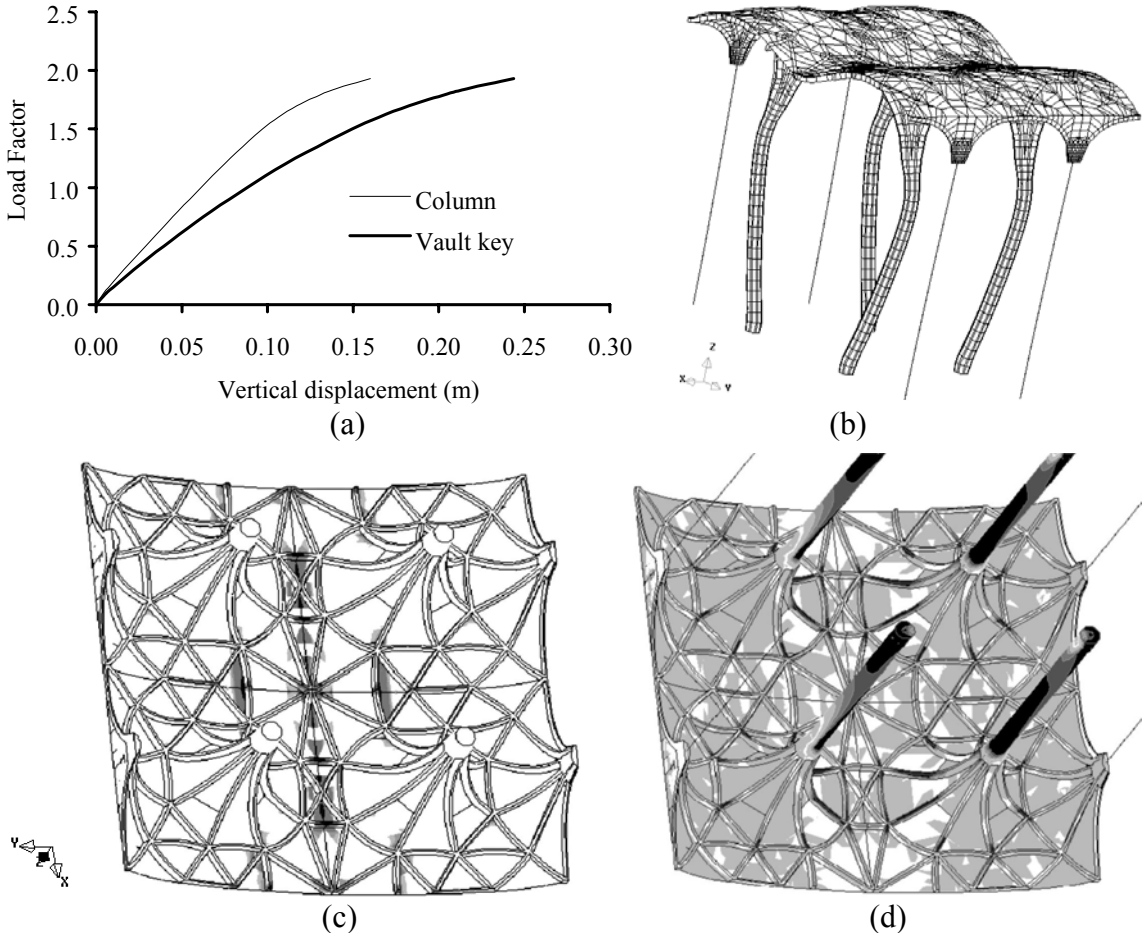 2.5
2.0
1.5
1.0
0.5
0.0
Load Factor
Column
Vault key
0.00 0.05 0.10 0.15 0.20 0.25 0.30
Vertical displacement (m)
(a)
Z
X
Y
(b)
Y
Z
X
(c)
(d)